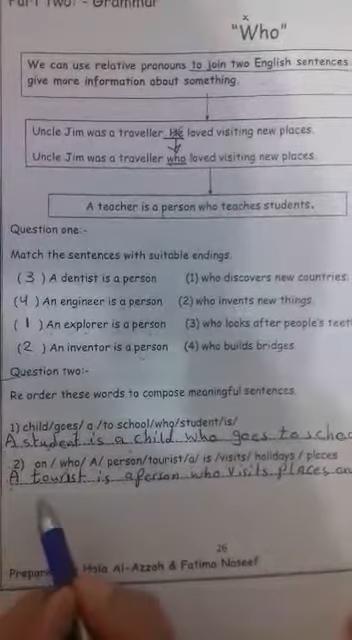 Part Two:- Grammar
x
"Who"
We can use relative pronouns to join two English sentences
give more information about something.
Uncle Jim was a traveller. He loved visiting new places.
Uncle Jim was a traveller who loved visiting new places.
A teacher is a person who teaches students.
Question one:-
Match the sentences with suitable endings.
( 3 ) A dentist is a person (1) who discovers new countries.
( 4 ) An engineer is a person (2) who invents new things.
( 1 ) An explorer is a person (3) who looks after people's teet
( 2 ) An inventor is a person (4) who builds bridges.
Question two:-
Re order these words to compose meaningful sentences.
1) child/goes/ a /to school/who/student/is/
A student is a child who goes to schoo
2) on / who/ A/ person/tourist/a/ is /visits/ holidays / places
A tourist is a person who visits places on
26
Prepar Hala Al-Azzah & Fatima Naseef